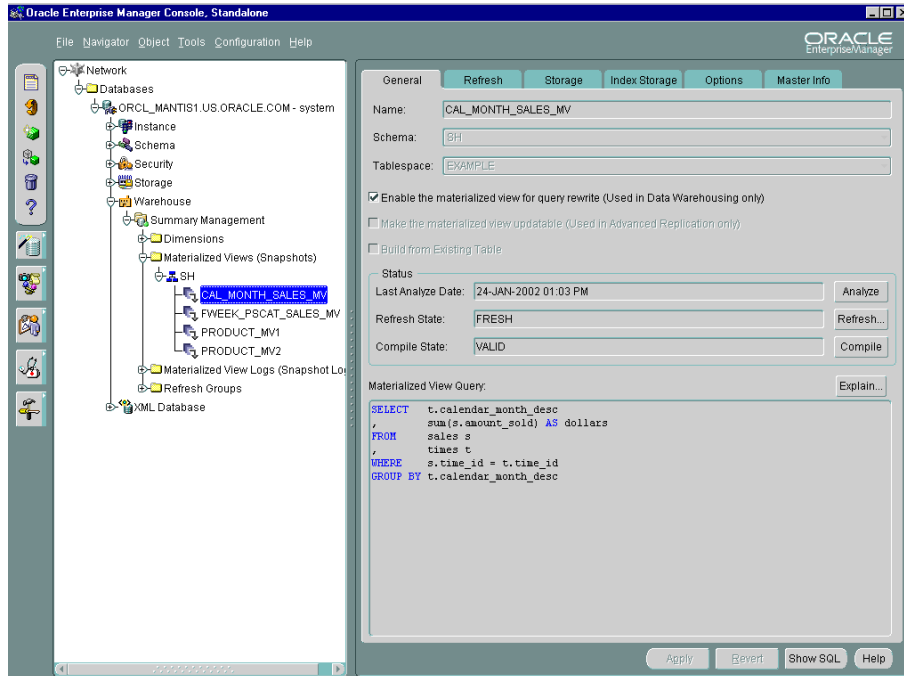 Oracle Enterprise Manager Console, Standalone
File Navigator Object Tools Configuration Help
ORACLE
EnterpriseManager
Network
Databases
ORCL_MANTIS1.US.ORACLE.COM - system
Instance
Schema
Security
Storage
Warehouse
Summary Management
Dimensions
Materialized Views (Snapshots)
SH
CAL_MONTH_SALES_MV
FWEEK_PSCAT_SALES_MV
PRODUCT_MV1
PRODUCT_MV2
Materialized View Logs (Snapshot Lo
Refresh Groups
XML Database
General Refresh Storage Index Storage Options Master Info
Name: CAL_MONTH_SALES_MV
Schema: SH
Tablespace: EXAMPLE
Enable the materialized view for query rewrite (Used in Data Warehousing only)
Make the materialized view updatable (Used in Advanced Replication only)
Build from Existing Table
Status
Last Analyze Date: 24-JAN-2002 01:03 PM Analyze
Refresh State: FRESH Refresh...
Compile State: VALID Compile
Materialized View Query: Explain...
SELECT t.calendar_month_desc
, sum(s.amount_sold) AS dollars
FROM sales s
, times t
WHERE s.time_id = t.time_id
GROUP BY t.calendar_month_desc
Apply Revert Show SQL Help